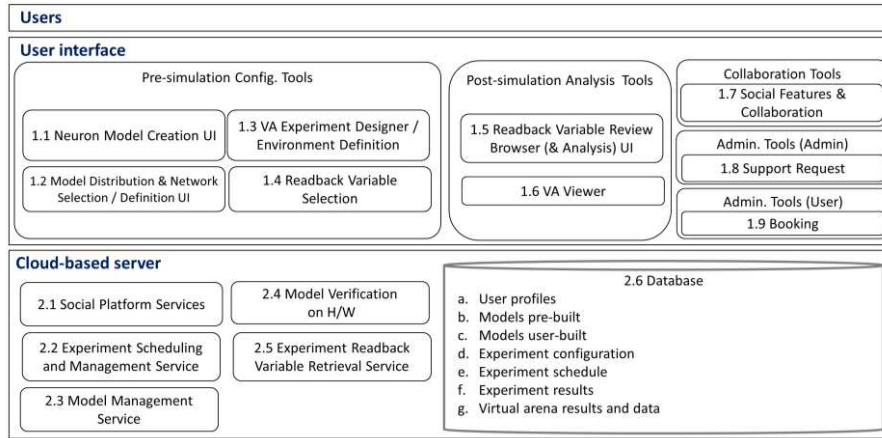 Users
User interface
Pre-simulation Config. Tools
1.1 Neuron Model Creation UI
1.3 VA Experiment Designer /
Environment Definition
1.2 Model Distribution & Network
Selection / Definition UI
1.4 Readback Variable
Selection
Post-simulation Analysis Tools
1.5 Readback Variable Review
Browser (& Analysis) UI
1.6 VA Viewer
Collaboration Tools
1.7 Social Features &
Collaboration
Admin. Tools (Admin)
1.8 Support Request
Admin. Tools (User)
1.9 Booking
Cloud-based server
2.1 Social Platform Services
2.4 Model Verification
on H/W
2.2 Experiment Scheduling
and Management Service
2.5 Experiment Readback
Variable Retrieval Service
2.3 Model Management
Service
2.6 Database
a. User profiles
b. Models pre-built
c. Models user-built
d. Experiment configuration
e. Experiment schedule
f. Experiment results
g. Virtual arena results and data